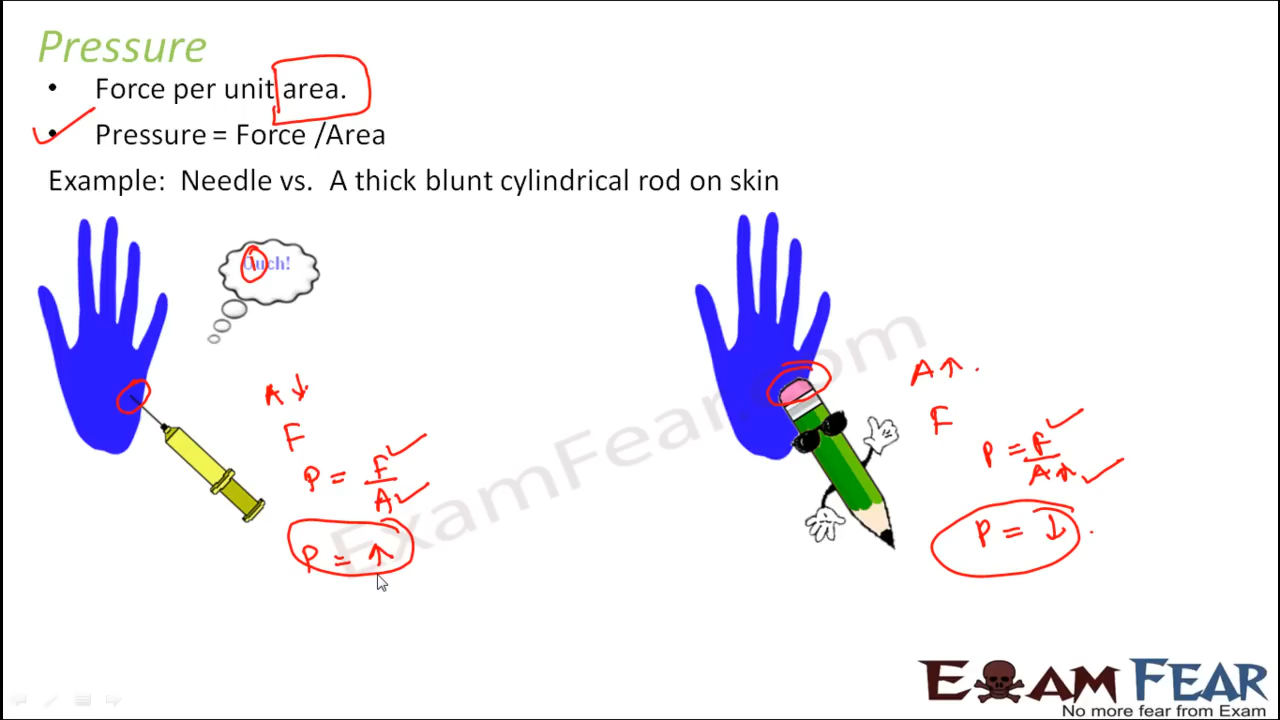 Pressure
• Force per unit area.
• Pressure = Force /Area
Example: Needle vs. A thick blunt cylindrical rod on skin
Ouch!
A ↓
F
P = F/A
P = ↑
A ↑ .
F
P = F/A ↑
P = ↓ .
ExamFear.com
EXAM FEAR
No more fear from Exam